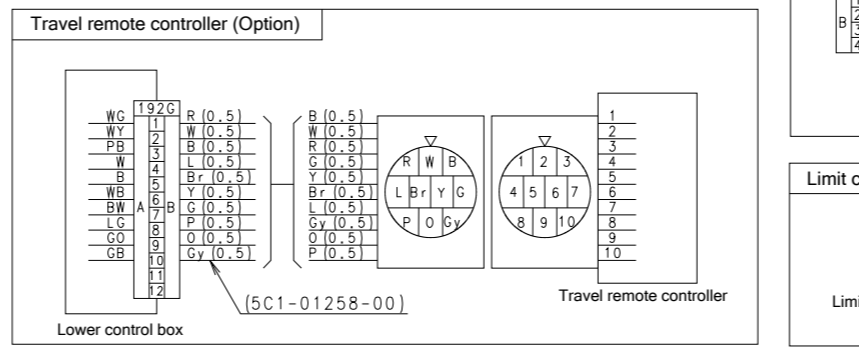 Travel remote controller (Option)
192G
WG 1 R (0.5)
WY 2 W (0.5)
PB 3 B (0.5)
W 4 L (0.5)
B 5 Br (0.5)
WB 6 Y (0.5)
BW A 7 B G (0.5)
LG 8 P (0.5)
GO 9 O (0.5)
GB 10 Gy (0.5)
11
12
B (0.5)
W (0.5)
R (0.5)
G (0.5)
Y (0.5)
Br (0.5)
L (0.5)
Gy (0.5)
O (0.5)
P (0.5)
R W B
L Br Y G
P O Gy
1 2 3
4 5 6 7
8 9 10
1
2
3
4
5
6
7
8
9
10
(5C1-01258-00)
Lower control box
Travel remote controller
B
2
3
4
Limit c
Limi